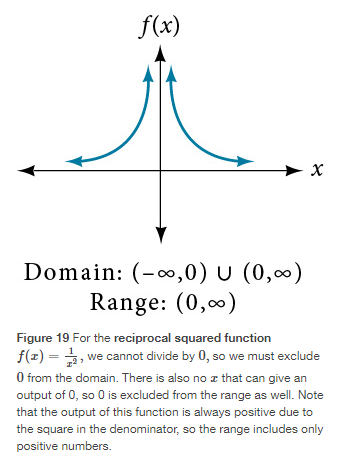 f(x)
x
Domain: (−∞,0) ∪ (0,∞)
Range: (0,∞)
Figure 19 For the reciprocal squared function
f(x) = 1/x², we cannot divide by 0, so we must exclude
0 from the domain. There is also no x that can give an
output of 0, so 0 is excluded from the range as well. Note
that the output of this function is always positive due to
the square in the denominator, so the range includes only
positive numbers.